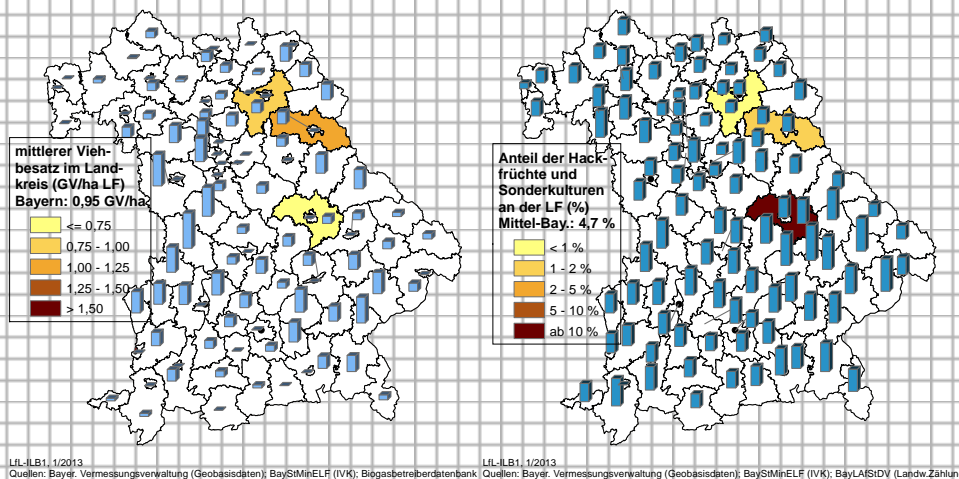 mittlerer Vieh-
besatz im Land-
kreis (GV/ha LF)
Bayern: 0,95 GV/ha
<= 0.75
0.75 - 1.00
1.00 - 1.25
1.25 - 1.50
> 1,50
LfL-ILB1, 1/2013
Quellen: Bayer. Vermessungsverwaltung (Geobasisdaten); BayStMinELF (IVK); Biogasbetreiberdatenbank
Anteil der Hack-
früchte und
Sonderkulturen
an der LF (%)
Mittel-Bay.: 4,7 %
< 1 %
1 - 2 %
2 - 5 %
5 - 10 %
ab 10 %
LfL-ILB1, 1/2013
Quellen: Bayer. Vermessungsverwaltung (Geobasisdaten); BayStMinELF (IVK); BayLAfStDV (Landw.Zählun